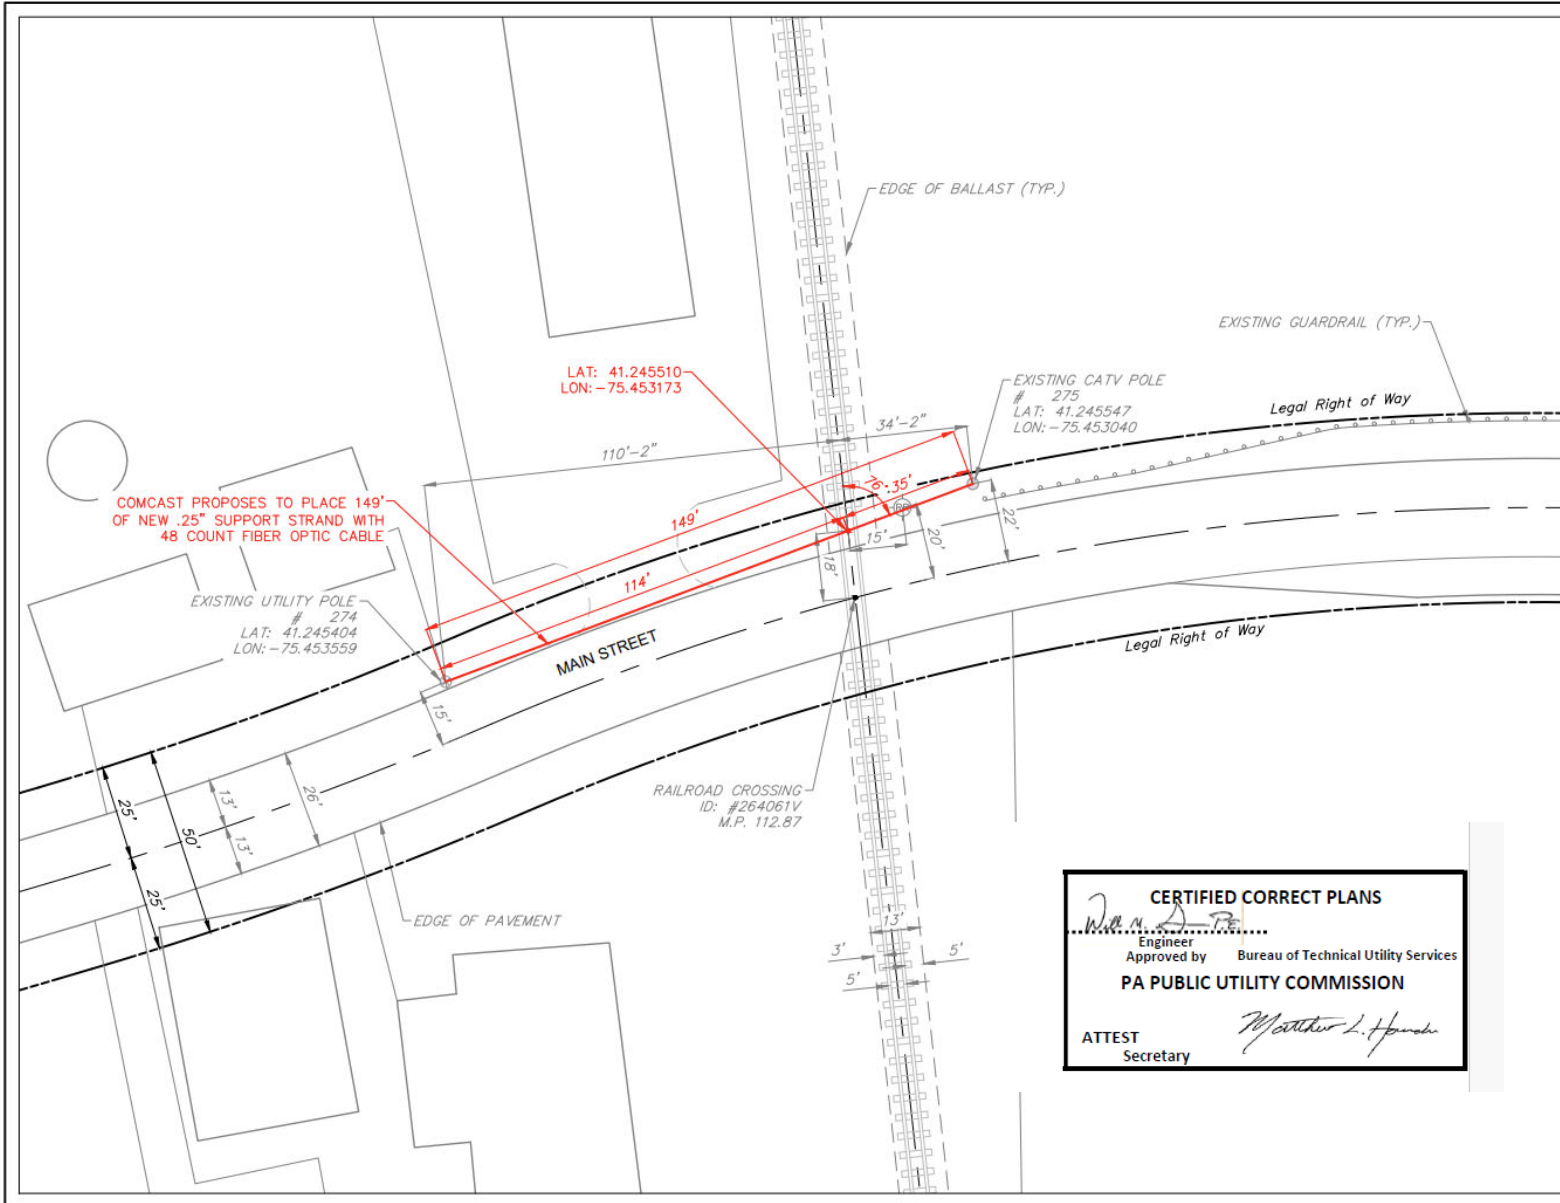 EDGE OF BALLAST (TYP.)
EXISTING GUARDRAIL (TYP.)
LAT: 41.245510
LON:-75.453173
EXISTING CATV POLE
# 275
LAT: 41.245547
LON:-75.453040
Legal Right of Way
34'-2"
110'-2"
76°
35'
COMCAST PROPOSES TO PLACE 149'
OF NEW .25" SUPPORT STRAND WITH
48 COUNT FIBER OPTIC CABLE
149'
RR
22'
20'
15'
18'
114'
EXISTING UTILITY POLE
# 274
LAT: 41.245404
LON:-75.453559
MAIN STREET
Legal Right of Way
15'
RAILROAD CROSSING
ID: #264061V
M.P. 112.87
25'
13'
26'
50'
13'
25'
EDGE OF PAVEMENT
13'
3'
5'
5'
CERTIFIED CORRECT PLANS
Will M. P.E.
Engineer
Approved by Bureau of Technical Utility Services
PA PUBLIC UTILITY COMMISSION
Matthew L.
ATTEST
Secretary